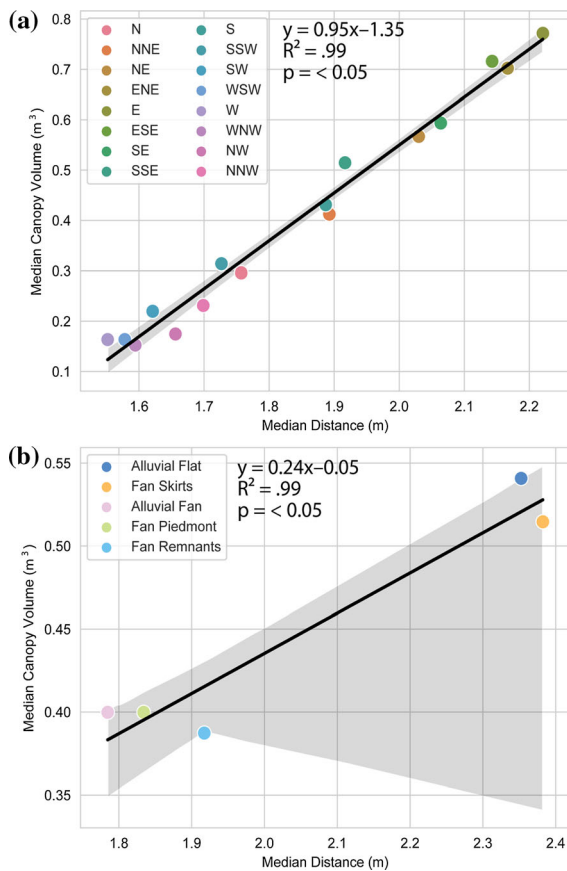 (a)
N
NNE
NE
ENE
E
ESE
SE
SSE
S
SSW
SW
WSW
W
WNW
NW
NNW
y = 0.95x–1.35
R² = .99
p = < 0.05
0.8
0.7
0.6
0.5
0.4
0.3
0.2
0.1
Median Canopy Volume (m³)
1.6 1.7 1.8 1.9 2.0 2.1 2.2
Median Distance (m)
(b)
Alluvial Flat
Fan Skirts
Alluvial Fan
Fan Piedmont
Fan Remnants
y = 0.24x–0.05
R² = .99
p = < 0.05
0.55
0.50
0.45
0.40
0.35
Median Canopy Volume (m³)
1.8 1.9 2.0 2.1 2.2 2.3 2.4
Median Distance (m)